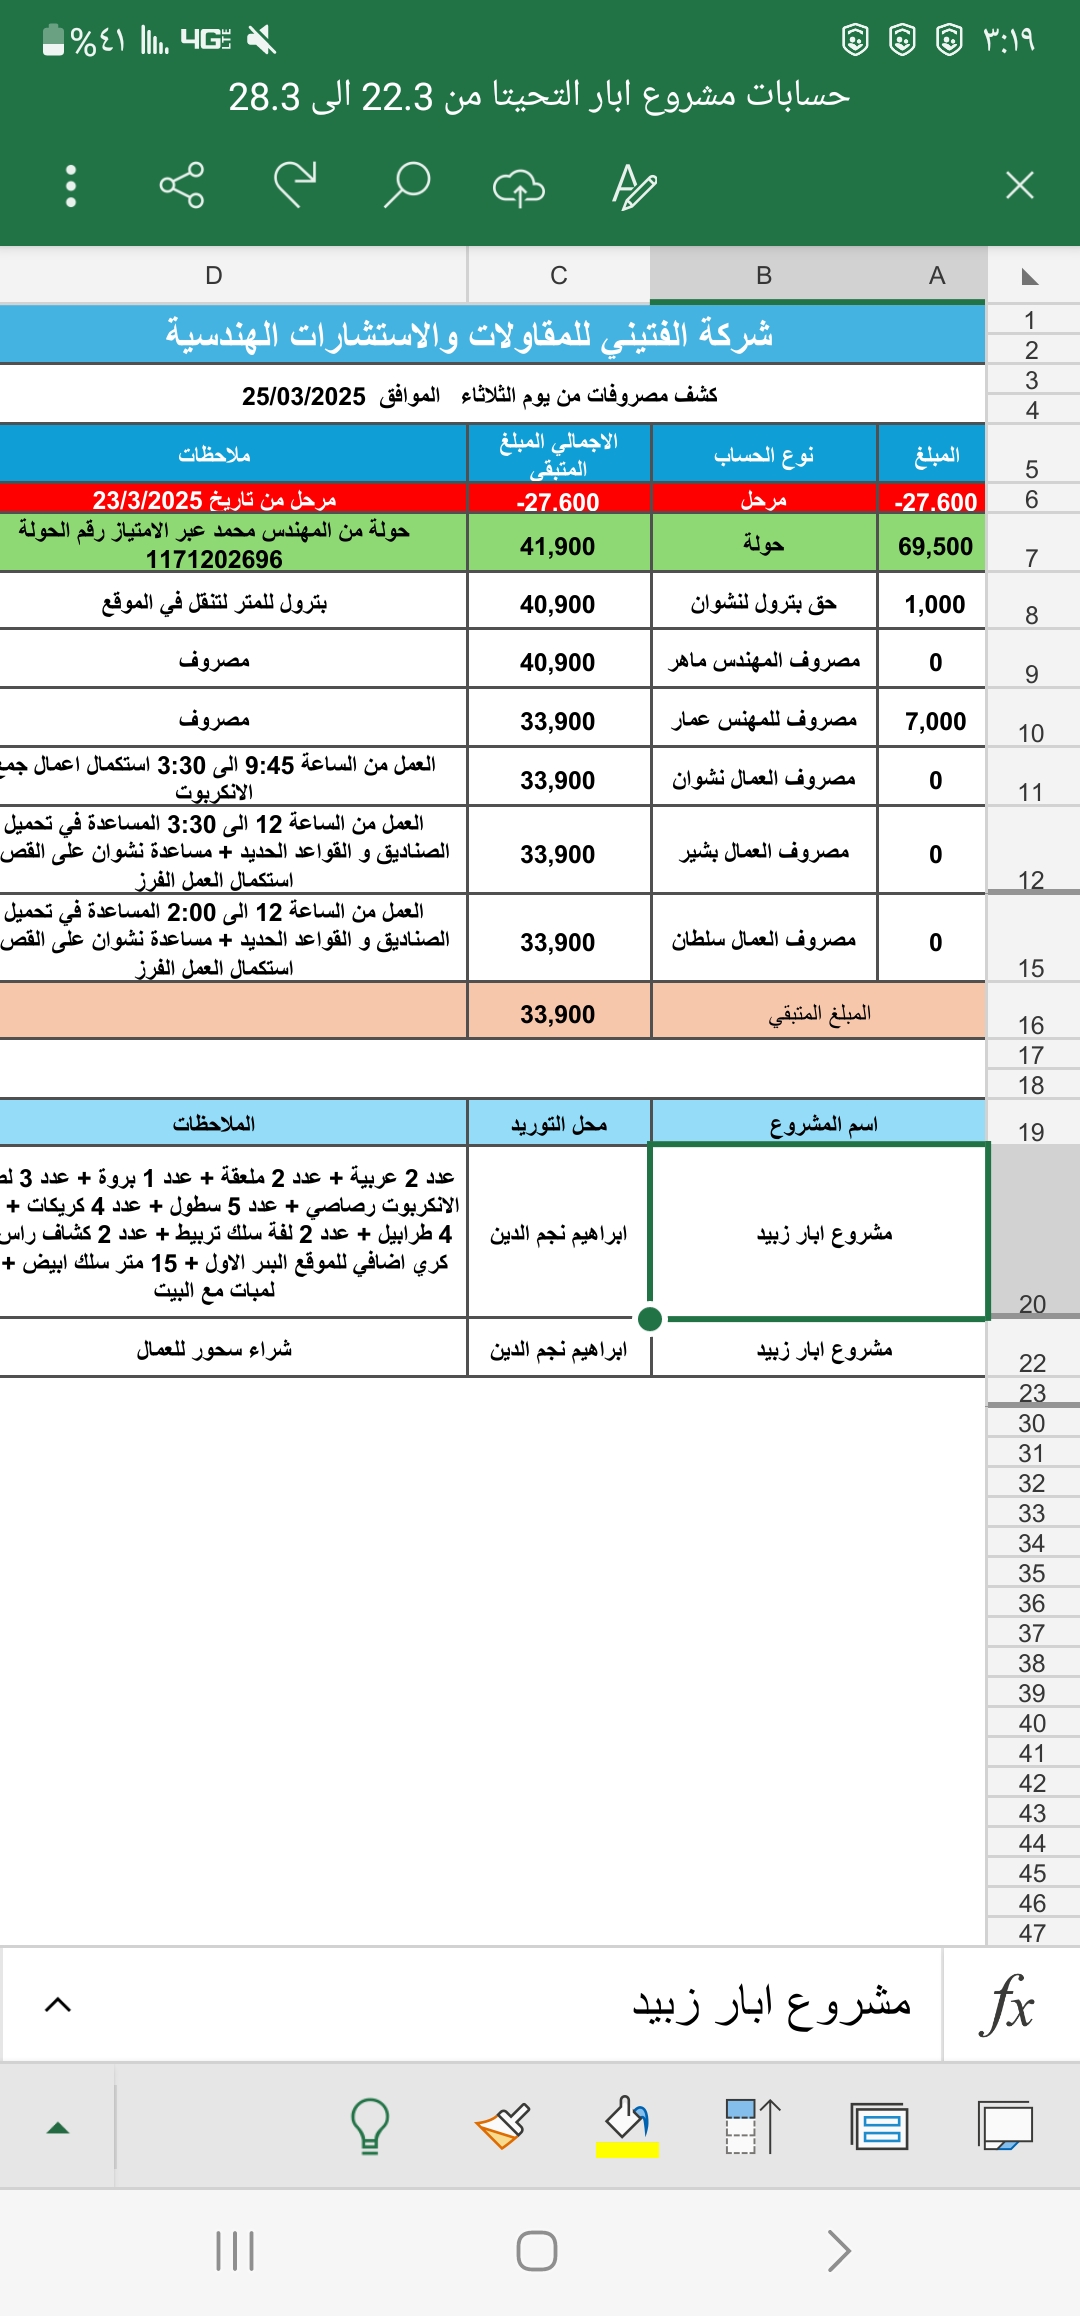 ٣:١٩
4G LTE
%٤١
حسابات مشروع ابار التحيتا من 22.3 الى 28.3
A B C D
1
شركة الفتيني للمقاولات والاستشارات الهندسية
2
3
كشف مصروفات من يوم الثلاثاء الموافق 25/03/2025
4
5 المبلغ نوع الحساب الاجمالي المبلغ المتبقي ملاحظات
6 -27.600 مرحل -27.600 مرحل من تاريخ 23/3/2025
7 69,500 حولة 41,900 حولة من المهندس محمد عبر الامتياز رقم الحولة
1171202696
8 1,000 حق بترول لنشوان 40,900 بترول للمتر لتنقل في الموقع
9 0 مصروف المهندس ماهر 40,900 مصروف
10 7,000 مصروف للمهنس عمار 33,900 مصروف
11 0 مصروف العمال نشوان 33,900 العمل من الساعة 9:45 الى 3:30 استكمال اعمال
الانكربوت
12 0 مصروف العمال بشير 33,900 العمل من الساعة 12 الى 3:30 المساعدة في تحميل
الصناديق و القواعد الحديد + مساعدة نشوان على القص
استكمال العمل الفرز
15 0 مصروف العمال سلطان 33,900 العمل من الساعة 12 الى 2:00 المساعدة في تحميل
الصناديق و القواعد الحديد + مساعدة نشوان على القص
استكمال العمل الفرز
16 المبلغ المتبقي 33,900
17
18
19 اسم المشروع محل التوريد الملاحظات
20 مشروع ابار زبيد ابراهيم نجم الدين عدد 2 عربية + عدد 2 ملعقة + عدد 1 بروة + عدد 3
الانكربوت رصاصي + عدد 5 سطول + عدد 4 كريكات +
4 طرابيل + عدد 2 لفة سلك تربيط + عدد 2 كشاف راس
كري اضافي للموقع البىر الاول + 15 متر سلك ابيض +
لمبات مع البيت
22 مشروع ابار زبيد ابراهيم نجم الدين شراء سحور للعمال
23
30
31
32
33
34
35
36
37
38
39
40
41
42
43
44
45
46
47
fx مشروع ابار زبيد